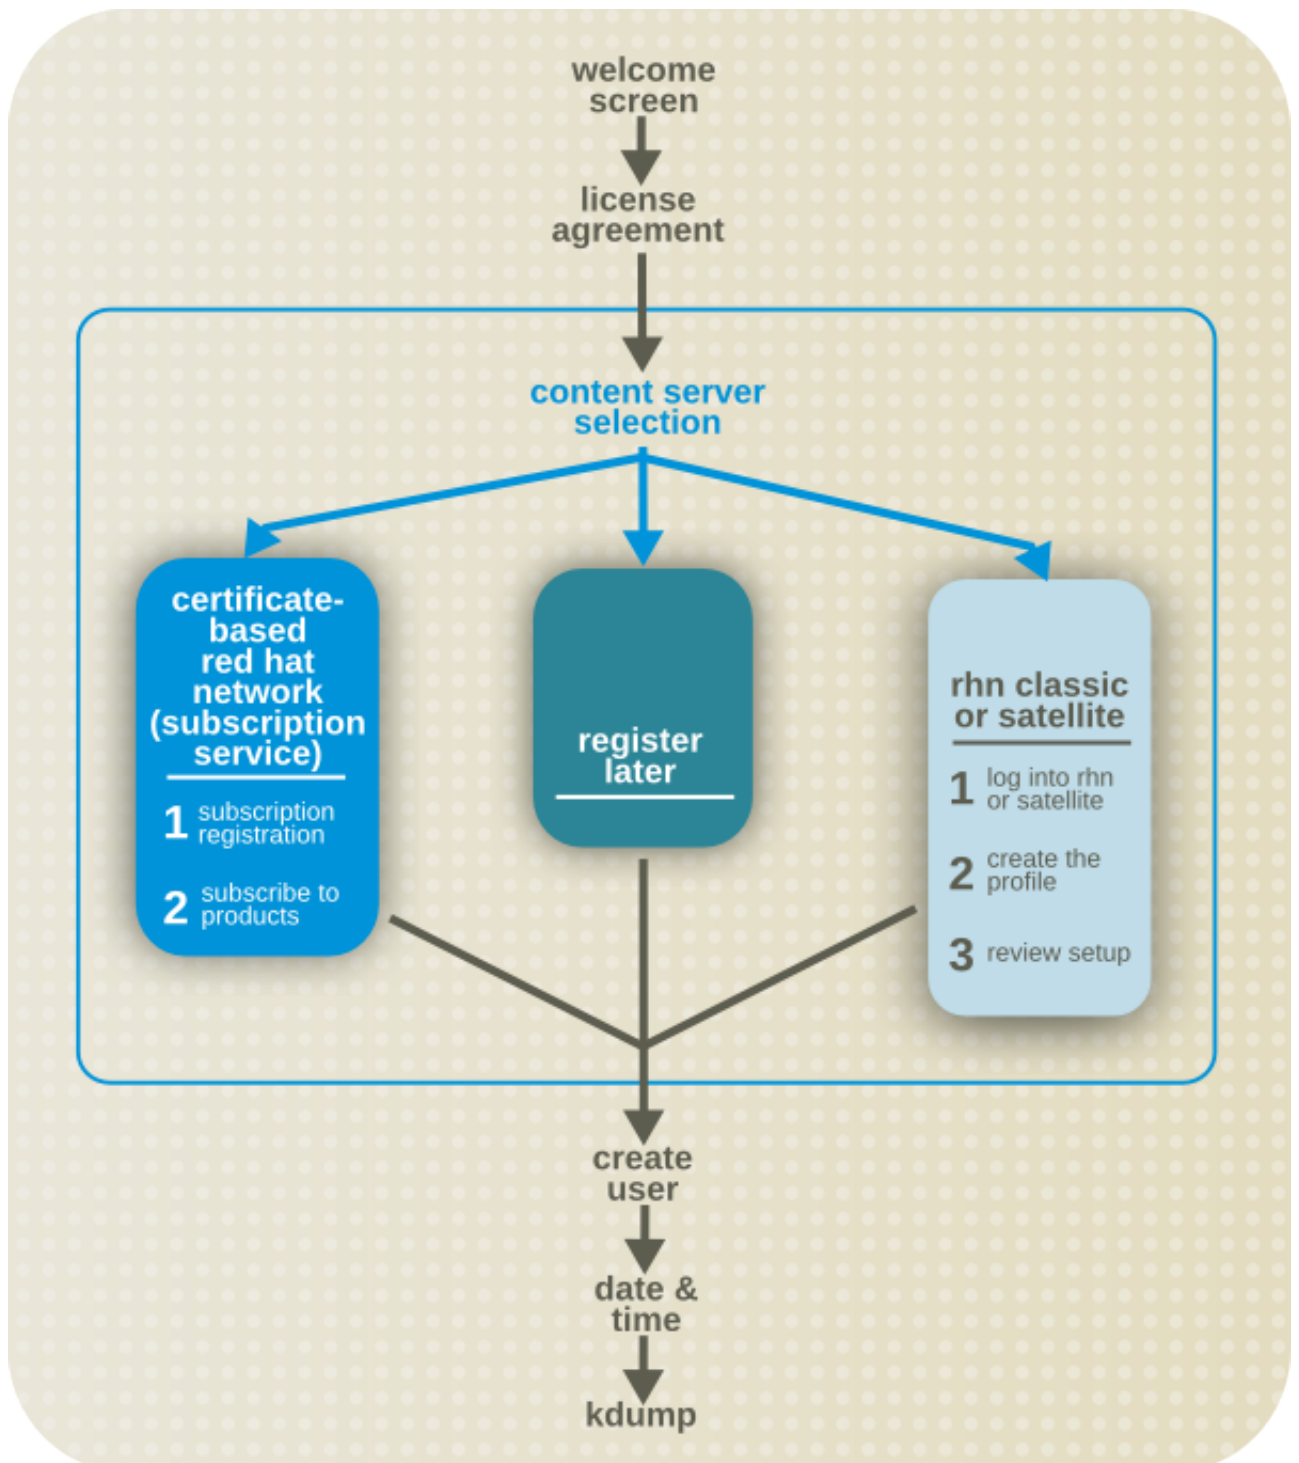 welcome
screen
license
agreement
content server
selection
certificate-
based
red hat
network
(subscription
service)
1 subscription
registration
2 subscribe to
products
register
later
rhn classic
or satellite
1 log into rhn
or satellite
2 create the
profile
3 review setup
create
user
date &
time
kdump